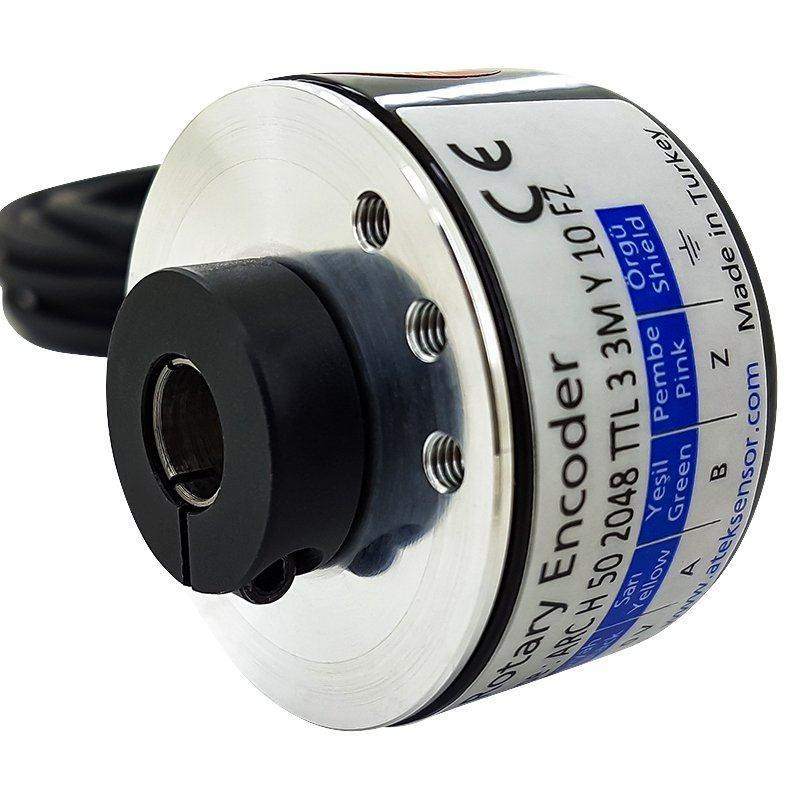 CE
Rotary Encoder
ARC H 50 2048 TTL 3 3M Y 10 FZ
Sarı Yeşil Pembe Örgü
Yellow Green Pink Shield
A B Z
www.ateksensor.com
Made in Turkey